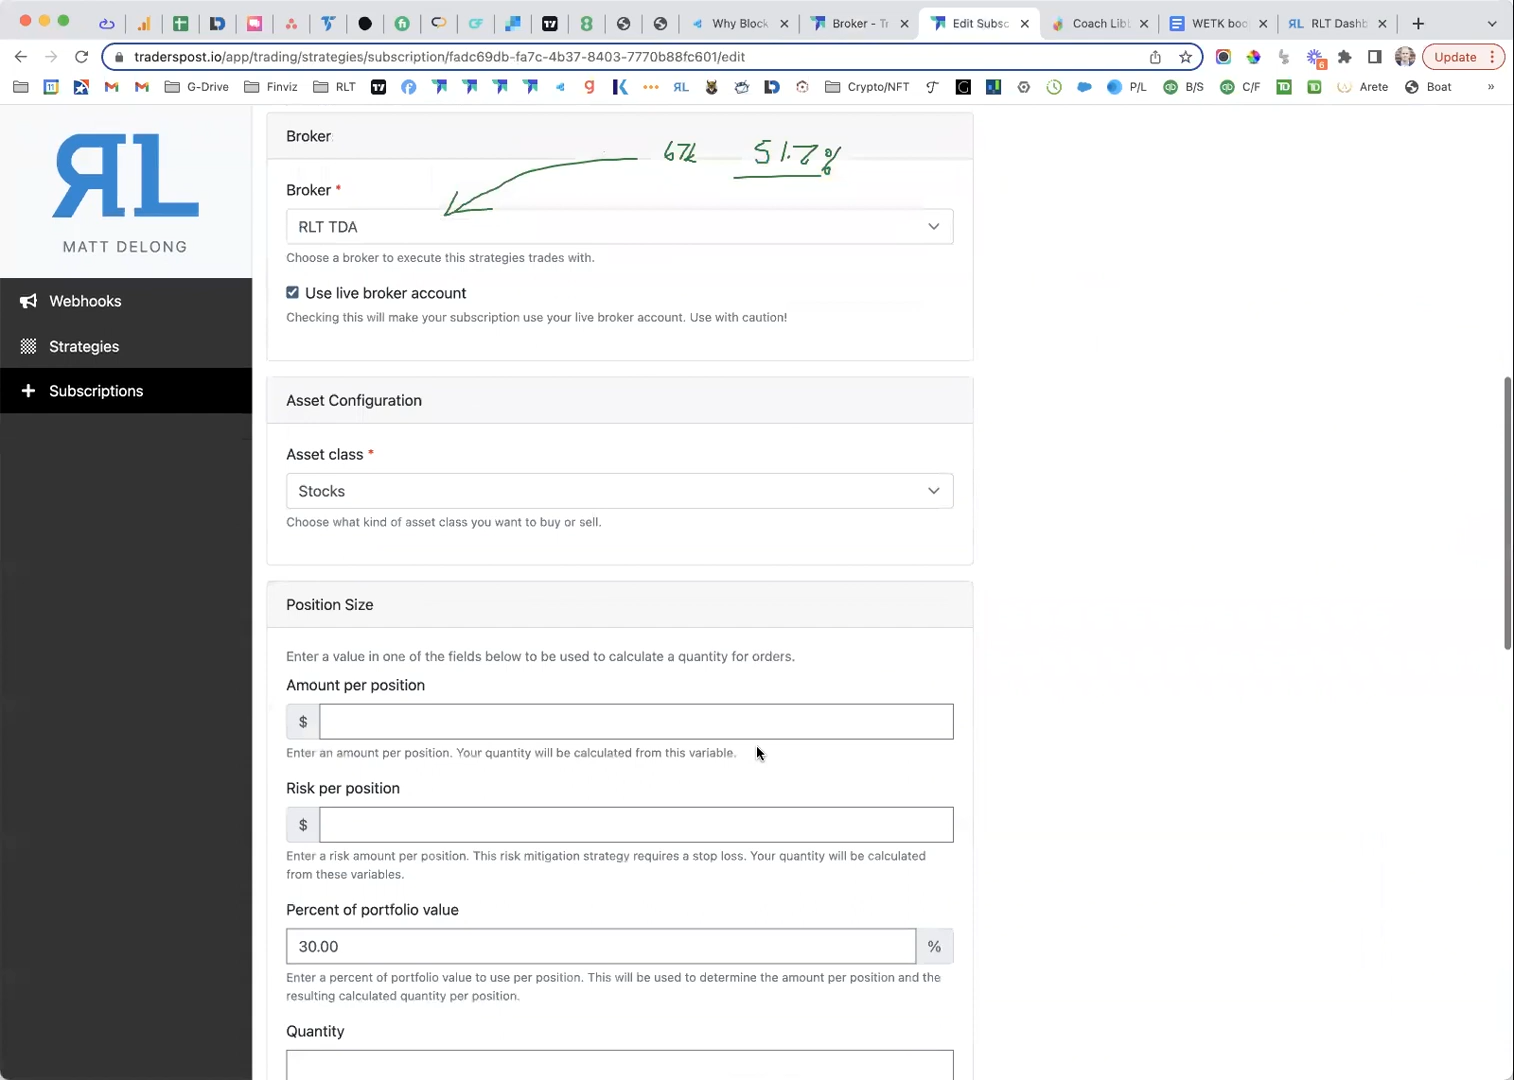 Why Block
Broker - Tr
Edit Subsc
Coach Lib
WETK boo
RLT Dashb
traderspost.io/app/trading/strategies/subscription/fadc69db-fa7c-4b37-8403-7770b88fc601/edit
6
Update
11
G-Drive
Finviz
RLT
P/L
B/S
C/F
Crypto/NFT
Arete
Boat
»
RL
MATT DELONG
Webhooks
Strategies
Subscriptions
Broker
67k 51.7%
Broker *
RLT TDA
Choose a broker to execute this strategies trades with.
Use live broker account
Checking this will make your subscription use your live broker account. Use with caution!
Asset Configuration
Asset class *
Stocks
Choose what kind of asset class you want to buy or sell.
Position Size
Enter a value in one of the fields below to be used to calculate a quantity for orders.
Amount per position
$
Enter an amount per position. Your quantity will be calculated from this variable.
Risk per position
$
Enter a risk amount per position. This risk mitigation strategy requires a stop loss. Your quantity will be calculated
from these variables.
Percent of portfolio value
30.00 %
Enter a percent of portfolio value to use per position. This will be used to determine the amount per position and the
resulting calculated quantity per position.
Quantity